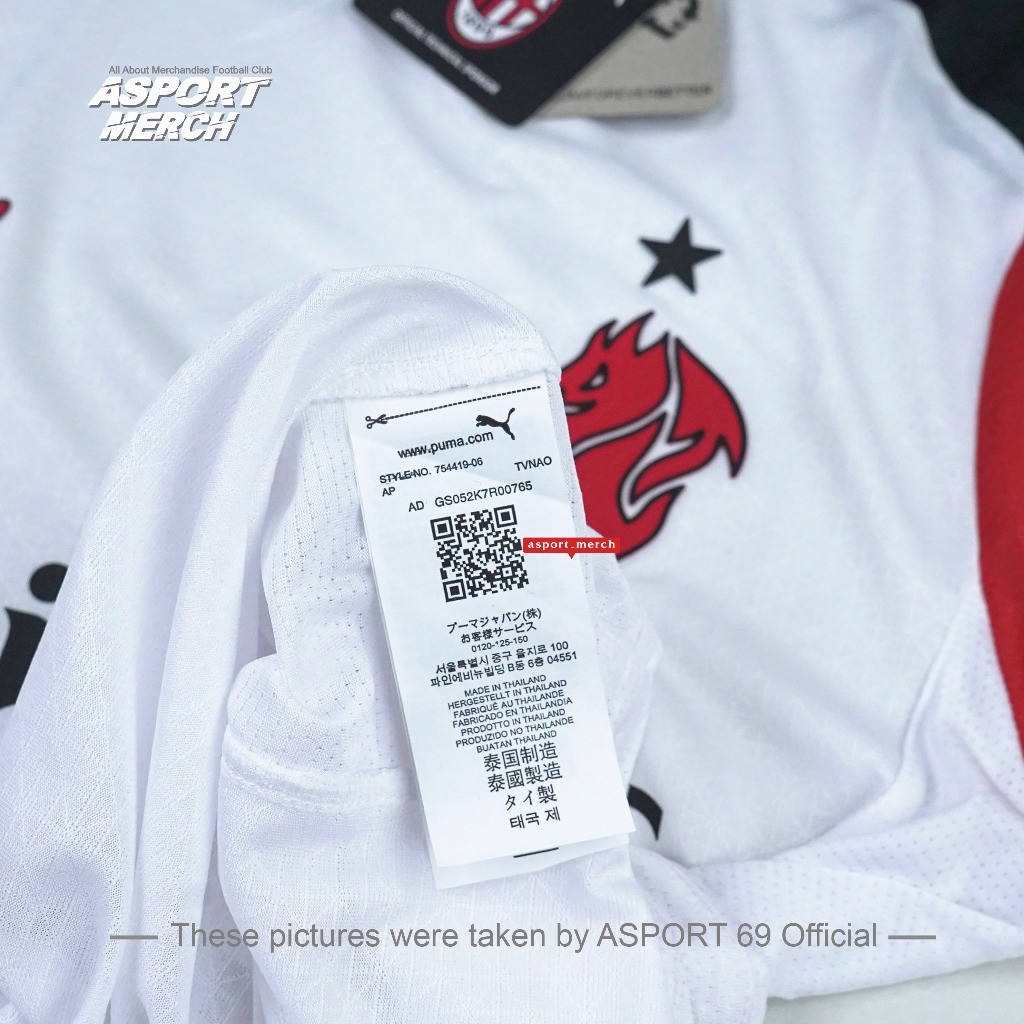 All About Merchandise Football Club
ASPORT
MERCH
www.puma.com
STYLE-NO. 754419-06 TVNAO
AP
AD GS052K7R00765
asport_merch
プーマジャパン(株)
お客様サービス
0120-125-150
서울특별시 중구 을지로 100
파인에비뉴빌딩 B동 6층 04551
MADE IN THAILAND
HERGESTELLT IN THAILAND
FABRIQUÉ AU THAILANDE
FABRICADO EN THAILANDIA
PRODOTTO IN THAILANDIA
PRODUZIDO NO THAILANDE
BUATAN THAILAND
泰国制造
泰國製造
タイ製
태국 제
These pictures were taken by ASPORT 69 Official